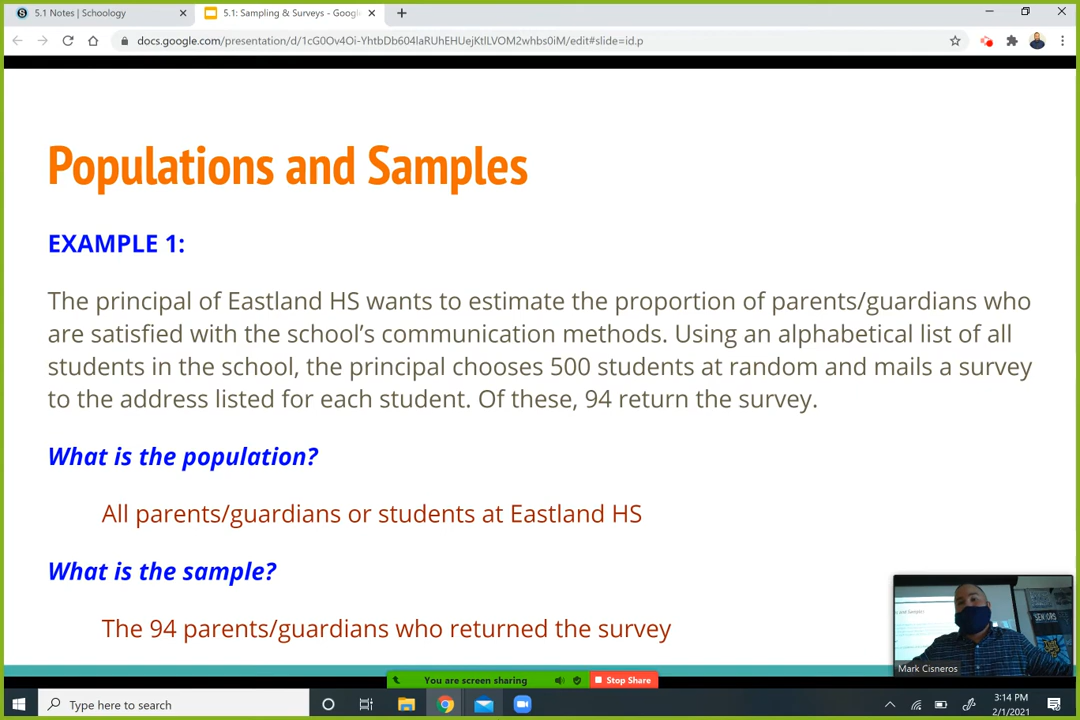 5.1 Notes | Schoology
5.1: Sampling & Surveys - Google
docs.google.com/presentation/d/1cG0Ov4Oi-YhtbDb604laRUhEHUejKtlLVOM2whbs0iM/edit#slide=id.p
Populations and Samples
EXAMPLE 1:
The principal of Eastland HS wants to estimate the proportion of parents/guardians who
are satisfied with the school's communication methods. Using an alphabetical list of all
students in the school, the principal chooses 500 students at random and mails a survey
to the address listed for each student. Of these, 94 return the survey.
What is the population?
All parents/guardians or students at Eastland HS
What is the sample?
The 94 parents/guardians who returned the survey
SENIORS
Mark Cisneros
You are screen sharing
Stop Share
Type here to search
3:14 PM
2/1/2021